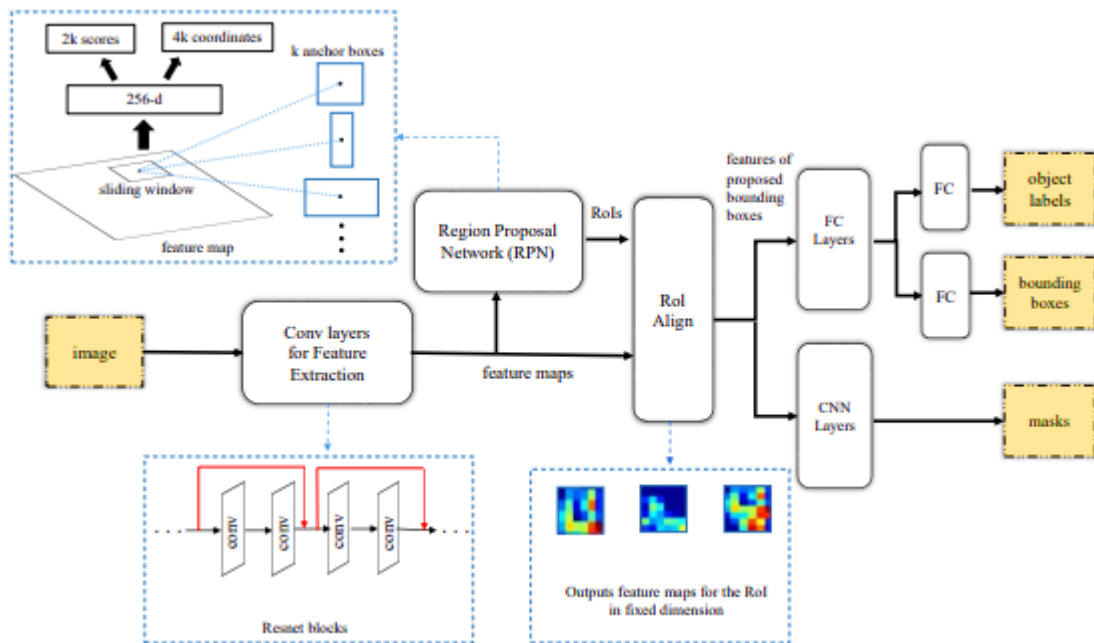 2k scores
4k coordinates
k anchor boxes
256-d
sliding window
feature map
Region Proposal
Network (RPN)
RoIs
features of
proposed
bounding
boxes
RoI
Align
FC
Layers
FC
object
labels
FC
bounding
boxes
image
Conv layers
for Feature
Extraction
feature maps
CNN
Layers
masks
conv
conv
conv
conv
Resnet blocks
Outputs feature maps for the RoI
in fixed dimension